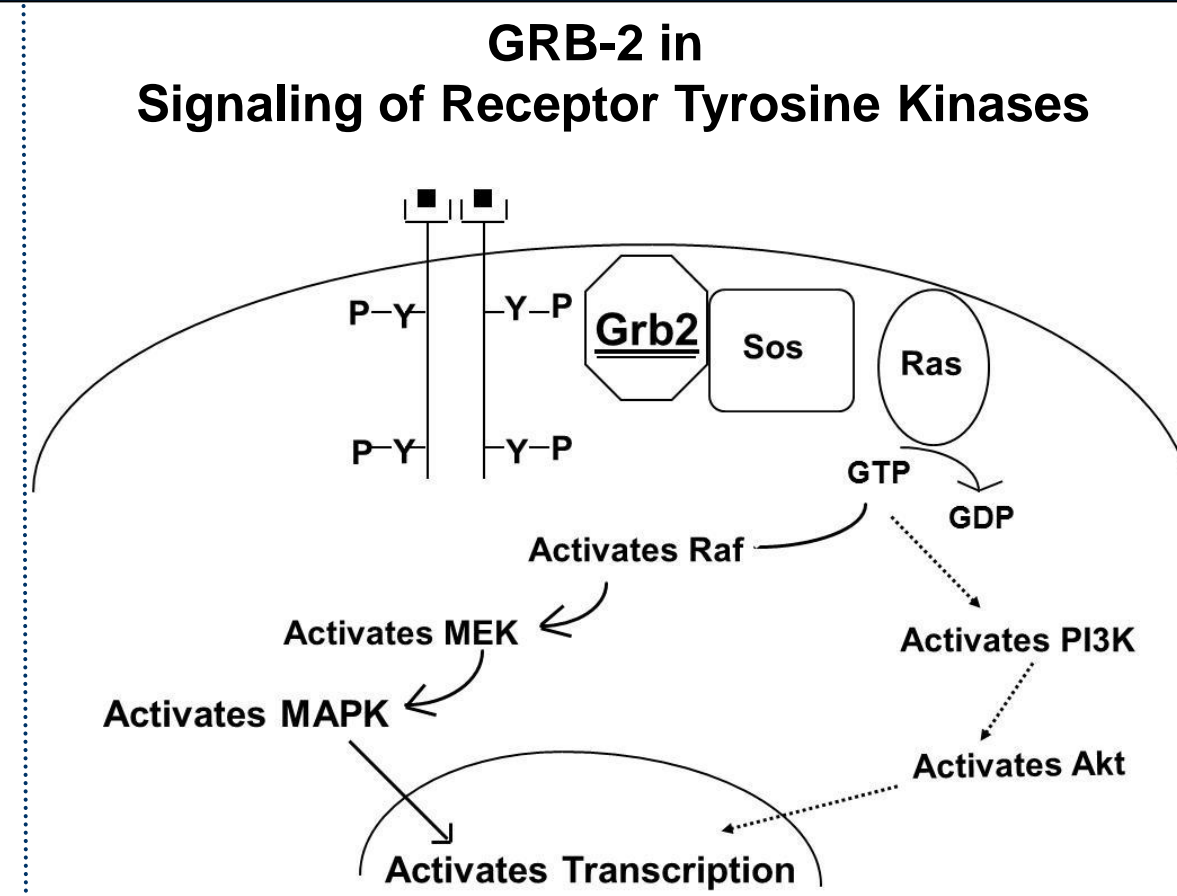 GRB-2 in
Signaling of Receptor Tyrosine Kinases
P–Y
Y–P
Grb2
Sos
Ras
P–Y
Y–P
GTP
GDP
Activates Raf
Activates MEK
Activates PI3K
Activates MAPK
Activates Akt
Activates Transcription